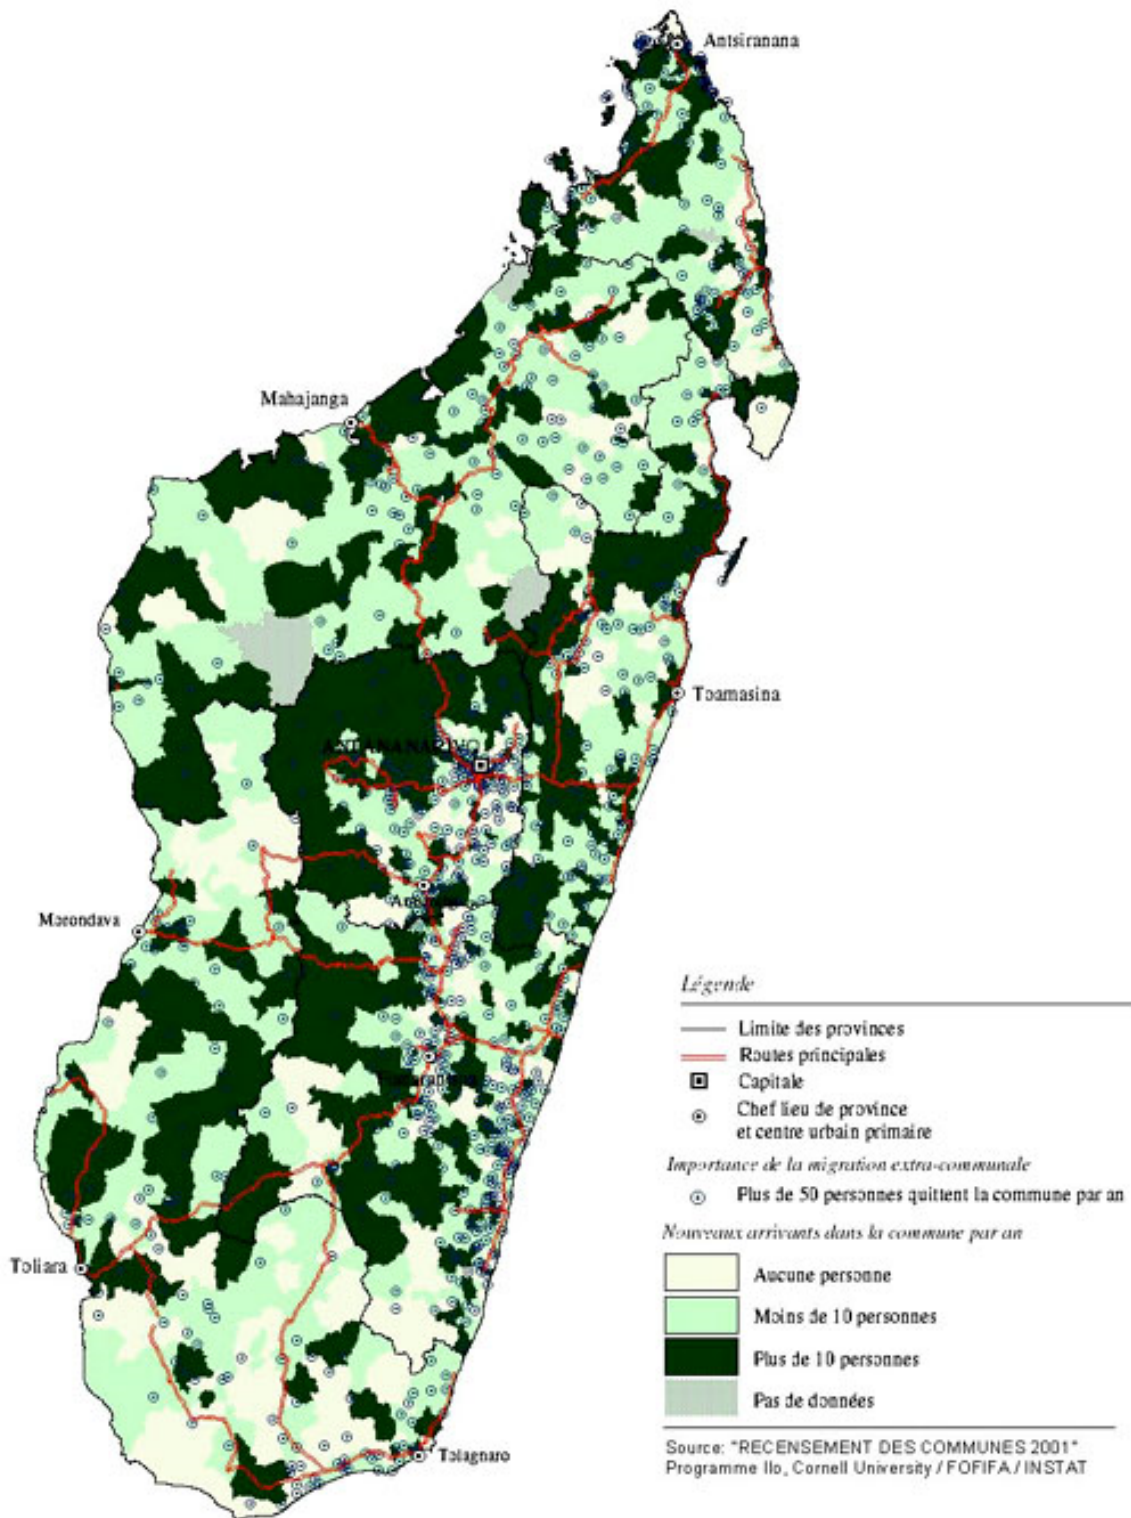 Antsiranana
Mahajanga
Toamasina
ANTANANARIVO
Morondava
Toliara
Tolagnaro
Légende
Limite des provinces
Routes principales
Capitale
Chef lieu de province
et centre urbain primaire
Importance de la migration extra-communale
Plus de 50 personnes quittent la commune par an
Nouveaux arrivants dans la commune par an
Aucune personne
Moins de 10 personnes
Plus de 10 personnes
Pas de données
Source: "RECENSEMENT DES COMMUNES 2001"
Programme Ilo, Cornell University / FOFIFA / INSTAT